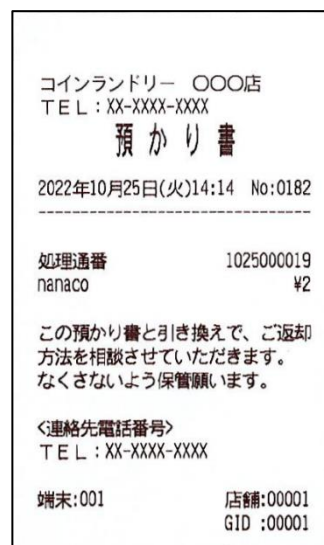 コインランドリー　〇〇〇店
ＴＥＬ：XX-XXXX-XXXX
預かり書
2022年10月25日(火)14:14 No:0182
--------------------------------
処理通番 1025000019
nanaco ¥2
この預かり書と引き換えで、ご返却
方法を相談させていただきます。
なくさないよう保管願います。
<連絡先電話番号>
ＴＥＬ：XX-XXXX-XXXX
端末:001 店舗:00001
GID :00001